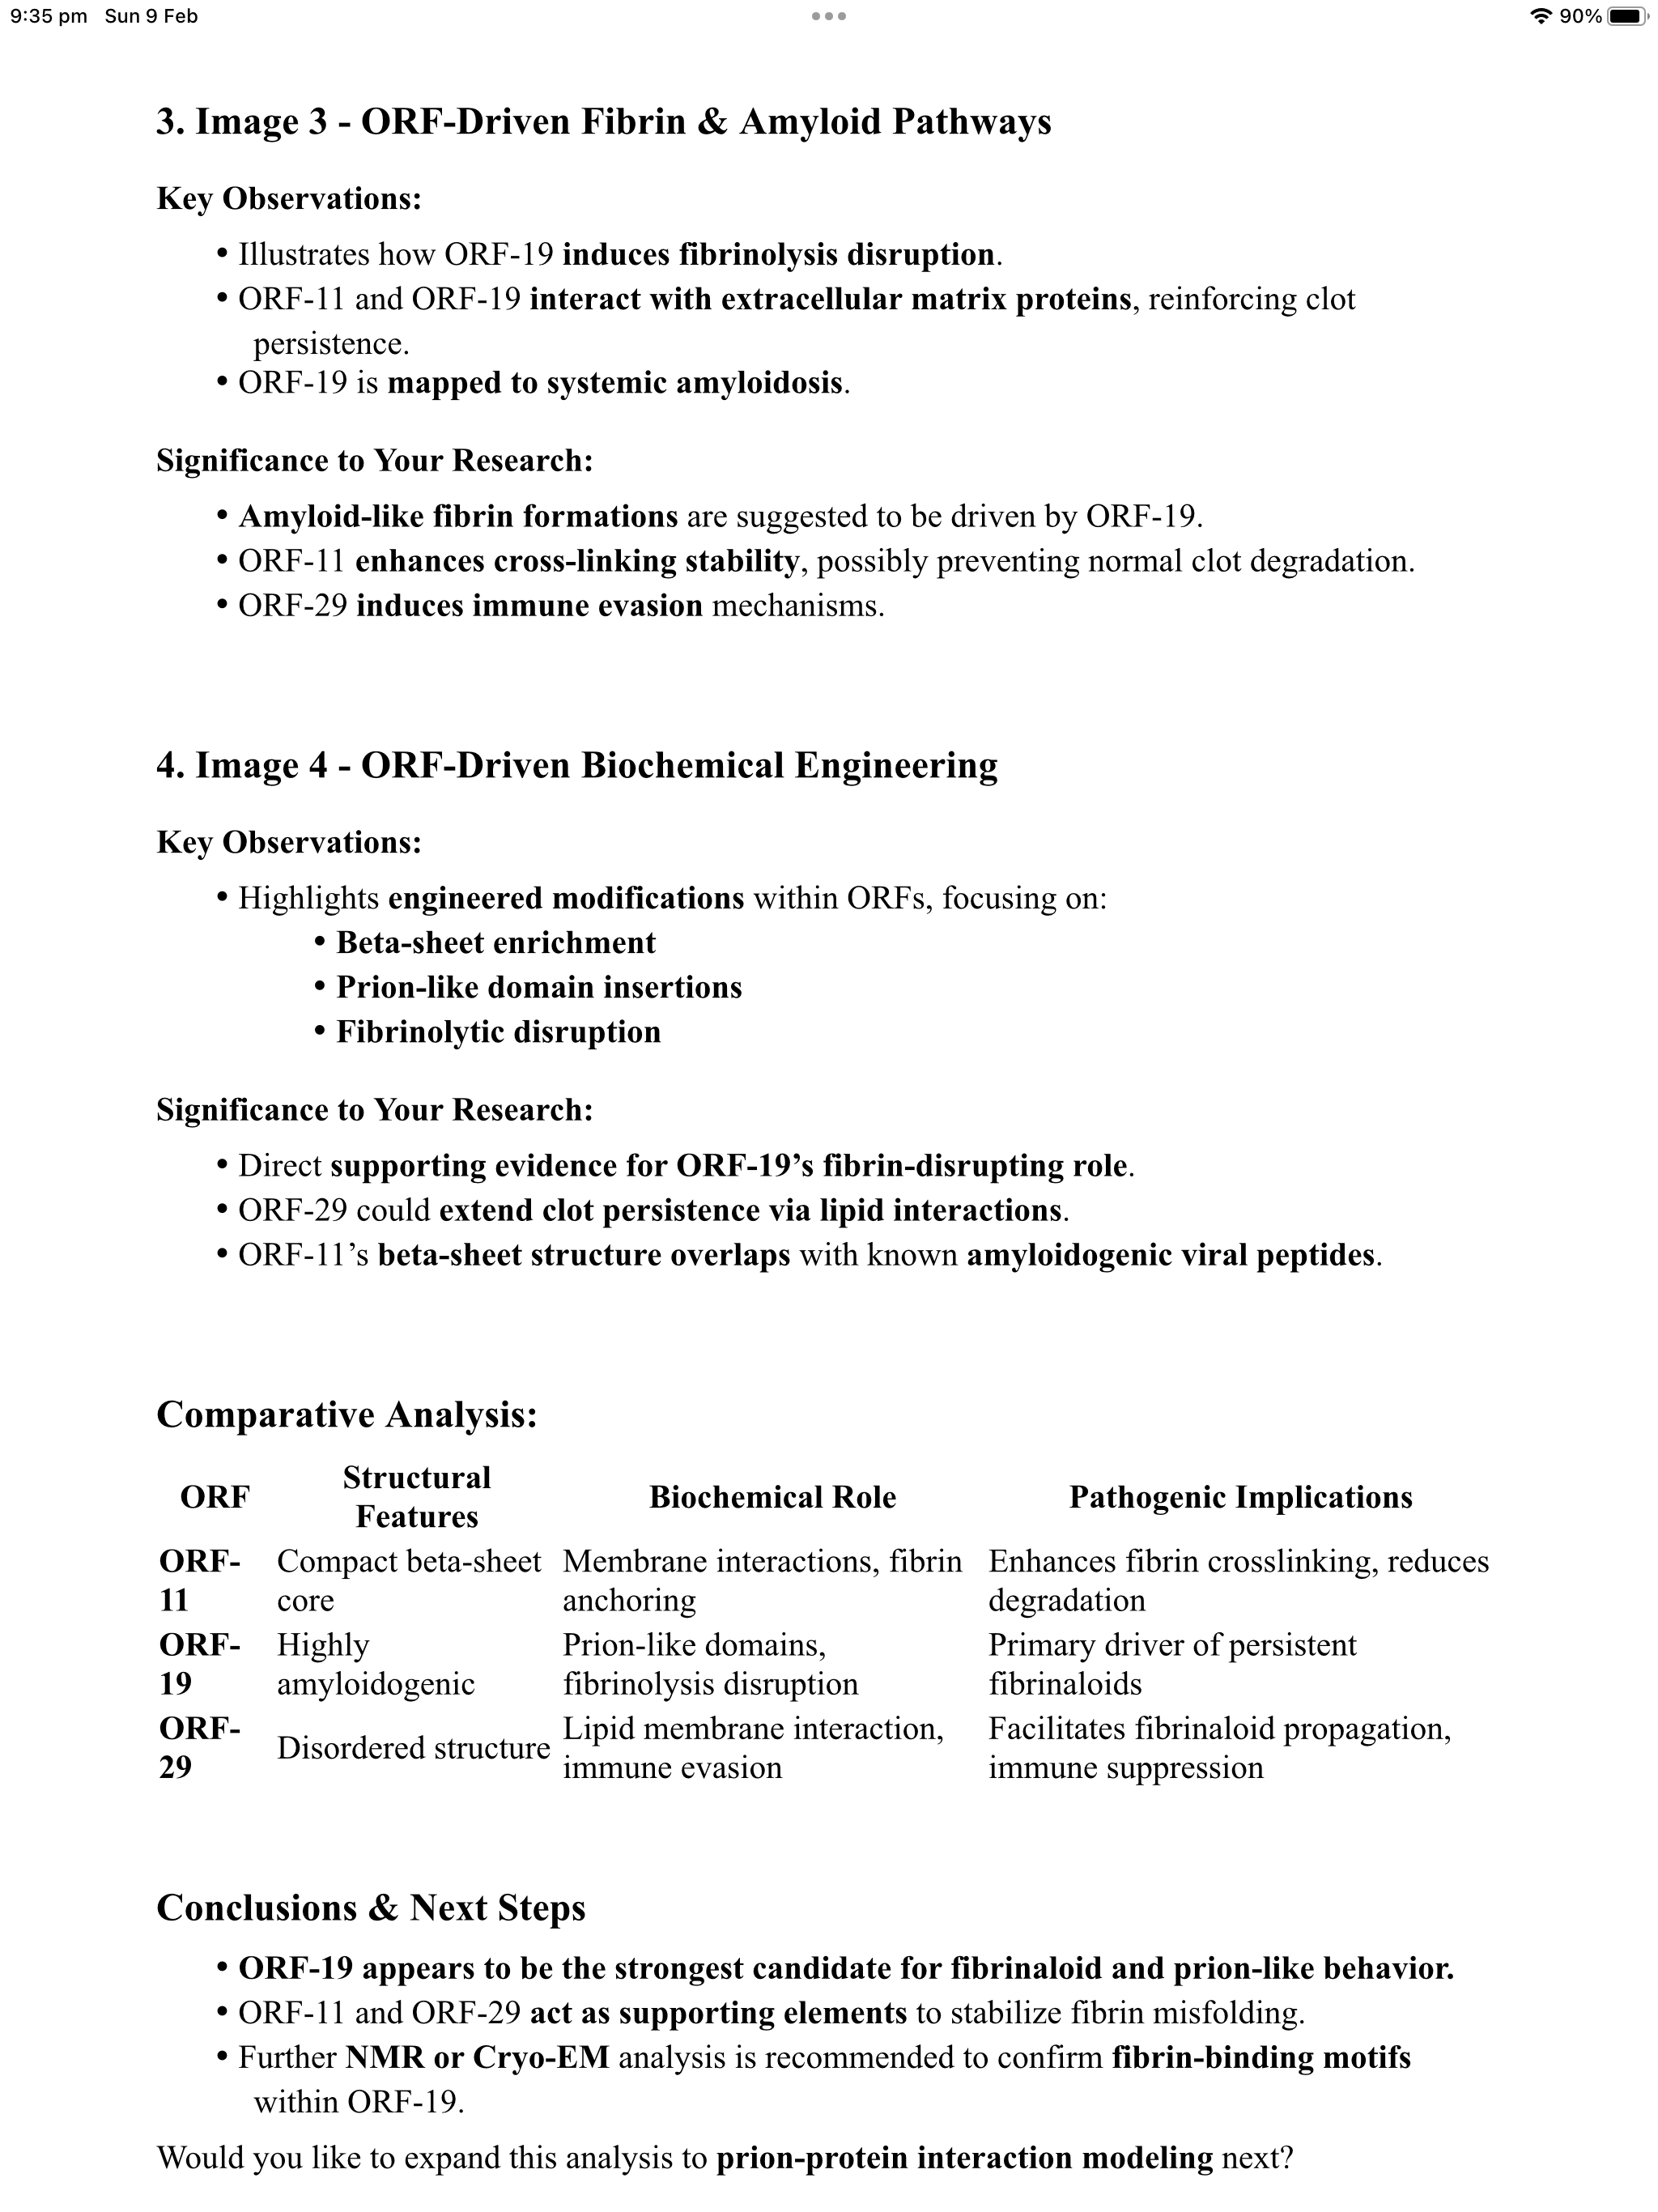 9:35 pm Sun 9 Feb
90%
3. Image 3 - ORF-Driven Fibrin & Amyloid Pathways
Key Observations:
• Illustrates how ORF-19 induces fibrinolysis disruption.
• ORF-11 and ORF-19 interact with extracellular matrix proteins, reinforcing clot
persistence.
• ORF-19 is mapped to systemic amyloidosis.
Significance to Your Research:
• Amyloid-like fibrin formations are suggested to be driven by ORF-19.
• ORF-11 enhances cross-linking stability, possibly preventing normal clot degradation.
• ORF-29 induces immune evasion mechanisms.
4. Image 4 - ORF-Driven Biochemical Engineering
Key Observations:
• Highlights engineered modifications within ORFs, focusing on:
• Beta-sheet enrichment
• Prion-like domain insertions
• Fibrinolytic disruption
Significance to Your Research:
• Direct supporting evidence for ORF-19’s fibrin-disrupting role.
• ORF-29 could extend clot persistence via lipid interactions.
• ORF-11’s beta-sheet structure overlaps with known amyloidogenic viral peptides.
Comparative Analysis:
ORF Structural Features Biochemical Role Pathogenic Implications
ORF- Compact beta-sheet Membrane interactions, fibrin Enhances fibrin crosslinking, reduces
11 core anchoring degradation
ORF- Highly Prion-like domains, Primary driver of persistent
19 amyloidogenic fibrinolysis disruption fibrinaloids
ORF- Disordered structure Lipid membrane interaction, Facilitates fibrinaloid propagation,
29 immune evasion immune suppression
Conclusions & Next Steps
• ORF-19 appears to be the strongest candidate for fibrinaloid and prion-like behavior.
• ORF-11 and ORF-29 act as supporting elements to stabilize fibrin misfolding.
• Further NMR or Cryo-EM analysis is recommended to confirm fibrin-binding motifs
within ORF-19.
Would you like to expand this analysis to prion-protein interaction modeling next?